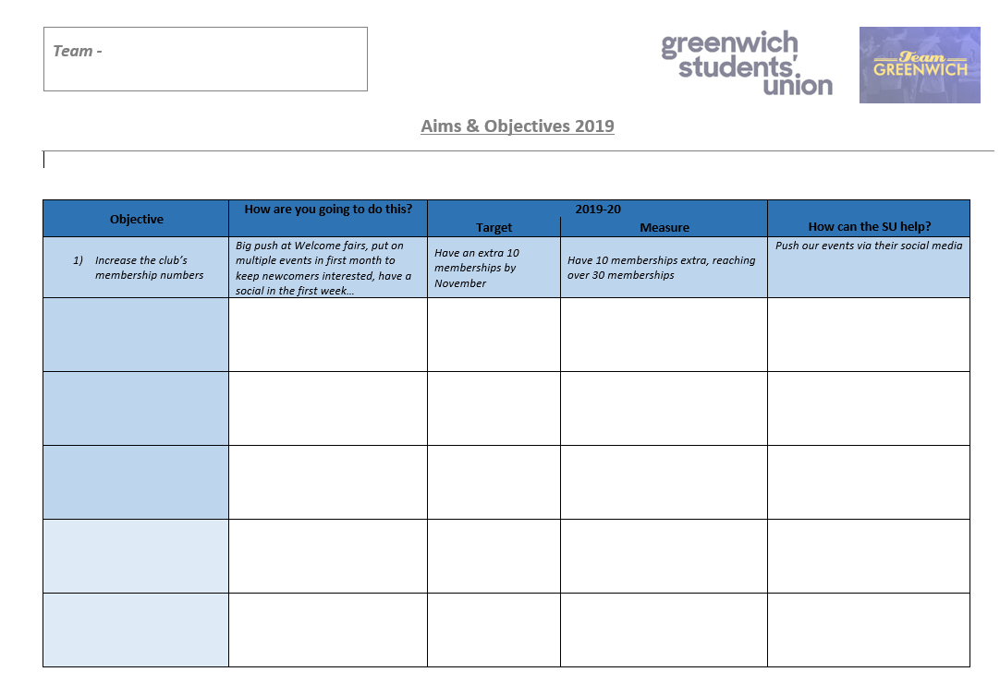 Team -
greenwich
students'
union
Team
GREENWICH
Aims & Objectives 2019
Objective
How are you going to do this?
2019-20
Target
Measure
How can the SU help?
1) Increase the club's
membership numbers
Big push at Welcome fairs, put on
multiple events in first month to
keep newcomers interested, have a
social in the first week...
Have an extra 10
memberships by
November
Have 10 memberships extra, reaching
over 30 memberships
Push our events via their social media